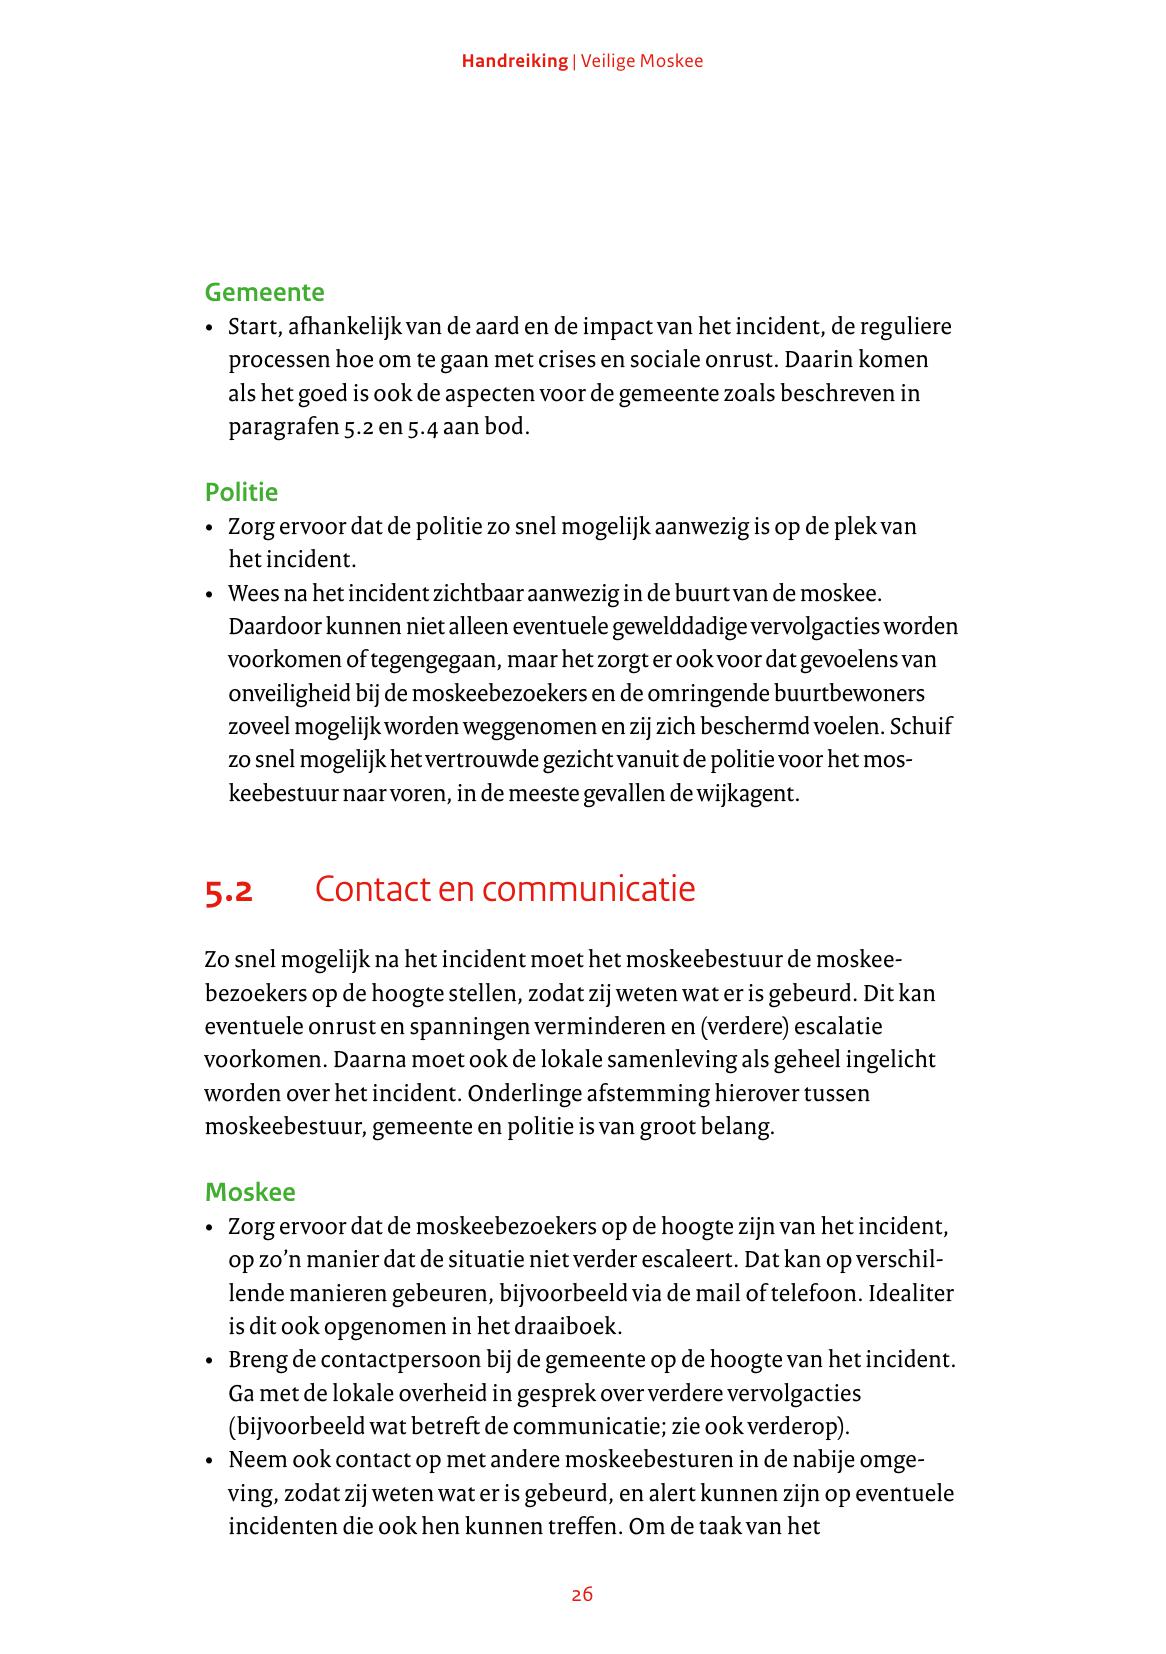 Handreiking | Veilige Moskee
Gemeente
• Start, afhankelijk van de aard en de impact van het incident, de reguliere
processen hoe om te gaan met crises en sociale onrust. Daarin komen
als het goed is ook de aspecten voor de gemeente zoals beschreven in
paragrafen 5.2 en 5.4 aan bod.
Politie
• Zorg ervoor dat de politie zo snel mogelijk aanwezig is op de plek van
het incident.
• Wees na het incident zichtbaar aanwezig in de buurt van de moskee.
Daardoor kunnen niet alleen eventuele gewelddadige vervolgacties worden
voorkomen of tegengegaan, maar het zorgt er ook voor dat gevoelens van
onveiligheid bij de moskeebezoekers en de omringende buurtbewoners
zoveel mogelijk worden weggenomen en zij zich beschermd voelen. Schuif
zo snel mogelijk het vertrouwde gezicht vanuit de politie voor het mos-
keebestuur naar voren, in de meeste gevallen de wijkagent.
5.2 Contact en communicatie
Zo snel mogelijk na het incident moet het moskeebestuur de moskee-
bezoekers op de hoogte stellen, zodat zij weten wat er is gebeurd. Dit kan
eventuele onrust en spanningen verminderen en (verdere) escalatie
voorkomen. Daarna moet ook de lokale samenleving als geheel ingelicht
worden over het incident. Onderlinge afstemming hierover tussen
moskeebestuur, gemeente en politie is van groot belang.
Moskee
• Zorg ervoor dat de moskeebezoekers op de hoogte zijn van het incident,
op zo’n manier dat de situatie niet verder escaleert. Dat kan op verschil-
lende manieren gebeuren, bijvoorbeeld via de mail of telefoon. Idealiter
is dit ook opgenomen in het draaiboek.
• Breng de contactpersoon bij de gemeente op de hoogte van het incident.
Ga met de lokale overheid in gesprek over verdere vervolgacties
(bijvoorbeeld wat betreft de communicatie; zie ook verderop).
• Neem ook contact op met andere moskeebesturen in de nabije omge-
ving, zodat zij weten wat er is gebeurd, en alert kunnen zijn op eventuele
incidenten die ook hen kunnen treffen. Om de taak van het
26